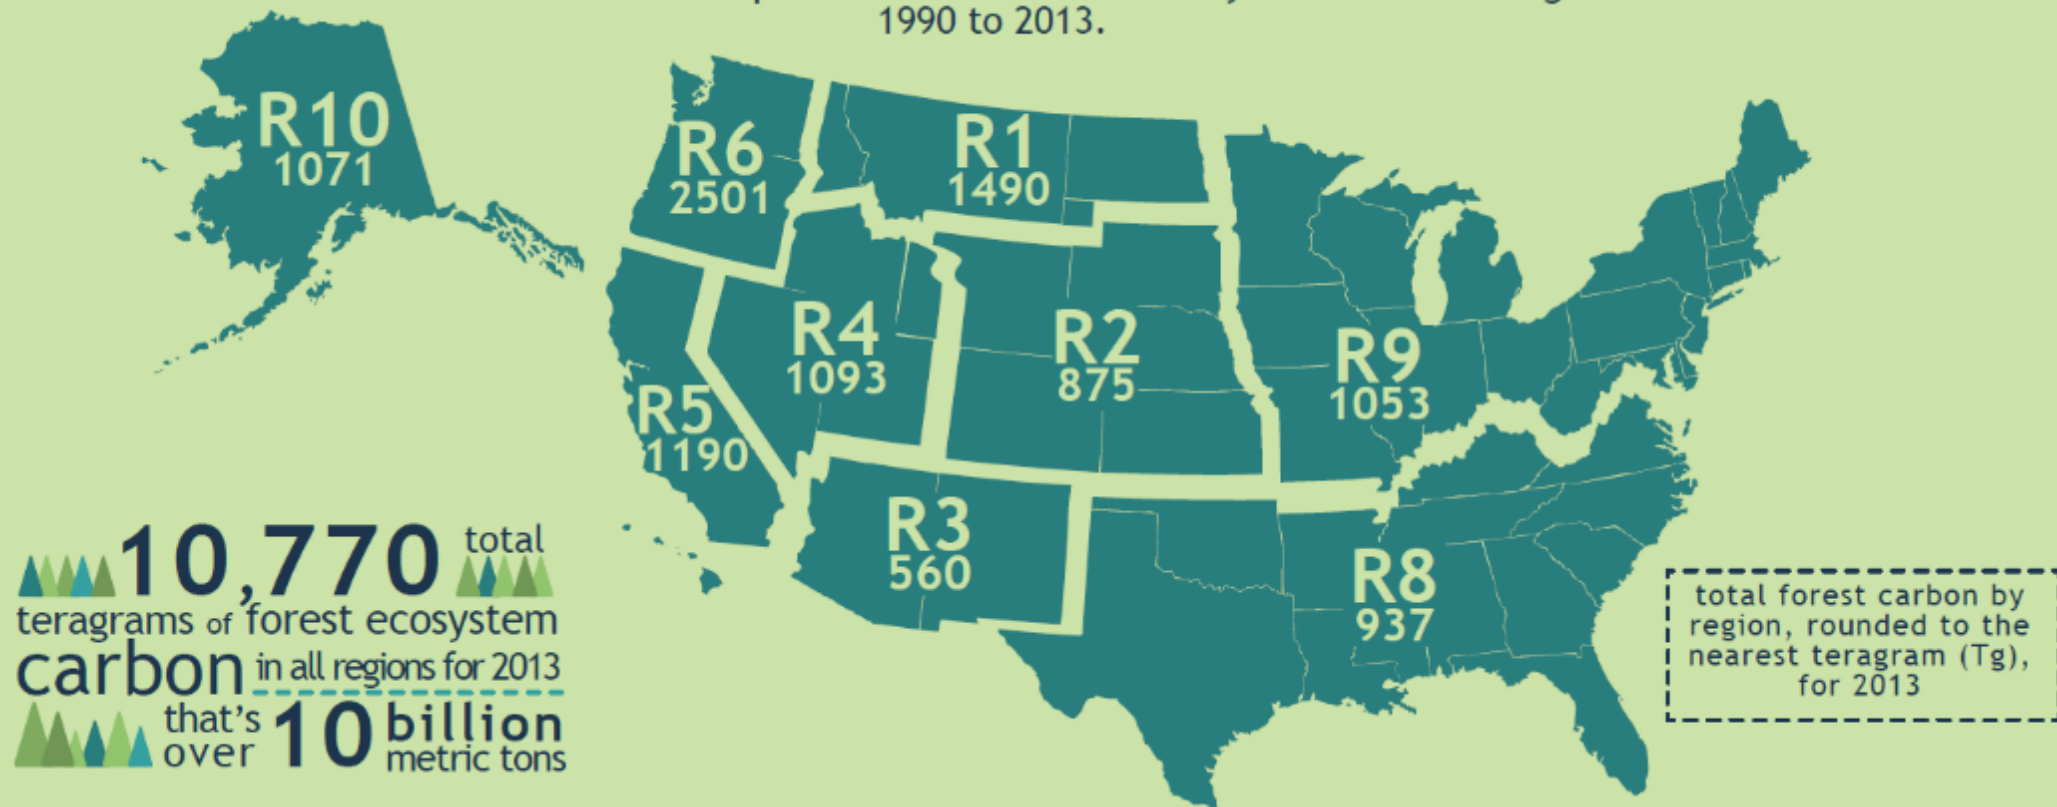 1990 to 2013.
R10
1071
R6
2501
R1
1490
R4
1093
R2
875
R9
1053
R5
1190
R3
560
R8
937
10,770 total
teragrams of forest ecosystem
carbon in all regions for 2013
that's over 10 billion metric tons
total forest carbon by
region, rounded to the
nearest teragram (Tg),
for 2013